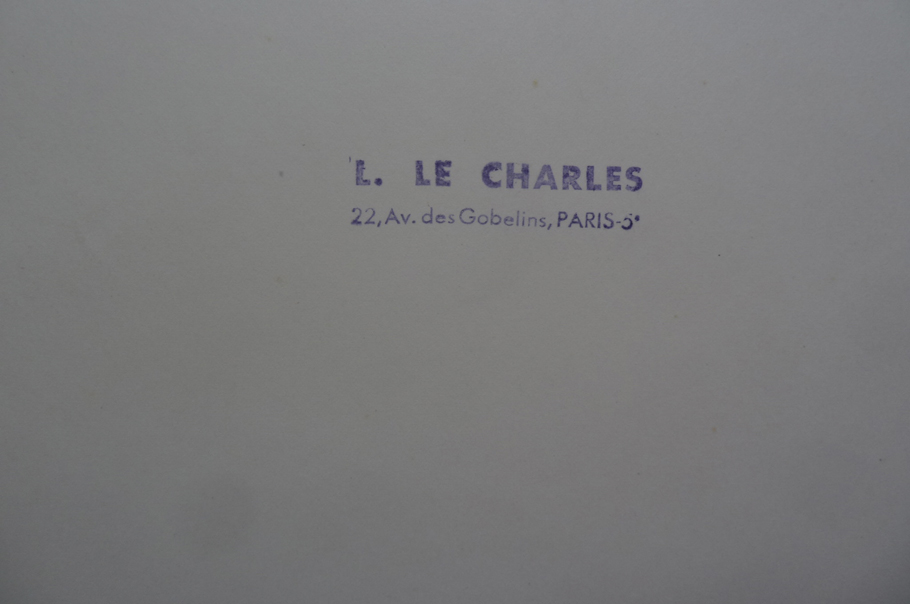 L. LE CHARLES
22, Av. des Gobelins, PARIS-5e